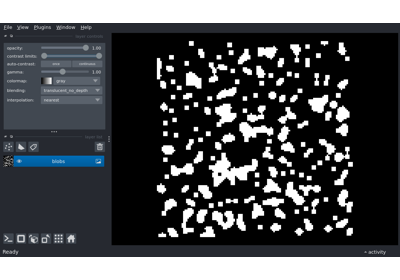 File View Plugins Window Help
opacity: 1.00
contrast limits:
auto-contrast: once continuous
gamma: 1.00
colormap: gray
blending: translucent_no_depth
interpolation: nearest
blobs
Ready
activity